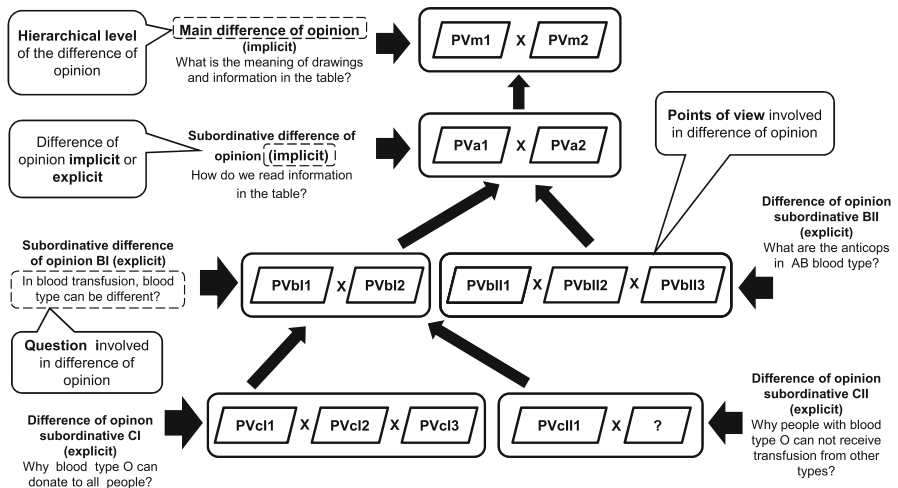 Hierarchical level
of the difference of
opinion
Main difference of opinion
(implicit)
What is the meaning of drawings
and information in the table?
PVm1 X PVm2
Difference of
opinion implicit or
explicit
Subordinative difference of
opinion (implicit)
How do we read information
in the table?
PVa1 X PVa2
Points of view involved
in difference of opinion
Subordinative difference
of opinion BI (explicit)
In blood transfusion, blood
type can be different?
PVbI1 X PVbI2
PVbII1 X PVbII2 X PVbII3
Difference of opinion
subordinative BII
(explicit)
What are the anticops
in AB blood type?
Question involved
in difference of
opinion
Difference of opinon
subordinative CI
(explicit)
Why blood type O can
donate to all people?
PVcI1 X PVcI2 X PVcI3
PVcII1 X ?
Difference of opinion
subordinative CII
(explicit)
Why people with blood
type O can not receive
transfusion from other
types?